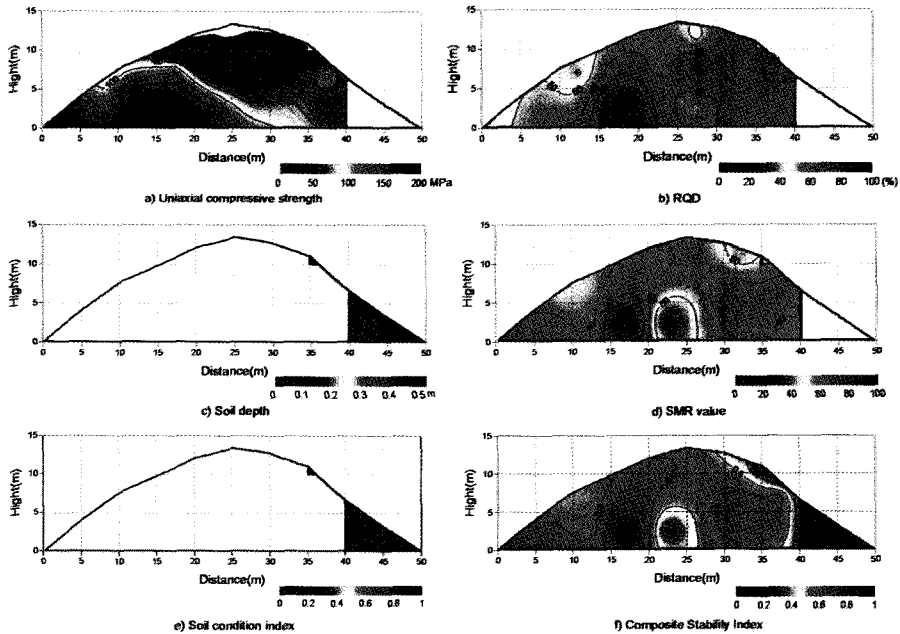 Hight(m)
15
10
5
0
0 5 10 15 20 25 30 35 40 45 50
Distance(m)
0 50 100 150 200 MPa
a) Uniaxial compressive strength
Hight(m)
15
10
5
0
0 5 10 15 20 25 30 35 40 45 50
Distance(m)
0 20 40 60 80 100 (%)
b) RQD
Hight(m)
15
10
5
0
0 5 10 15 20 25 30 35 40 45 50
Distance(m)
0 0.1 0.2 0.3 0.4 0.5 m
c) Soil depth
Hight(m)
15
10
5
0
0 5 10 15 20 25 30 35 40 45 50
Distance(m)
0 20 40 60 80 100
d) SMR value
Hight(m)
15
10
5
0
0 5 10 15 20 25 30 35 40 45 50
Distance(m)
0 0.2 0.4 0.6 0.8 1
e) Soil condition index
Hight(m)
15
10
5
0
0 5 10 15 20 25 30 35 40 45 50
Distance(m)
0 0.2 0.4 0.6 0.8 1
f) Composite Stability Index